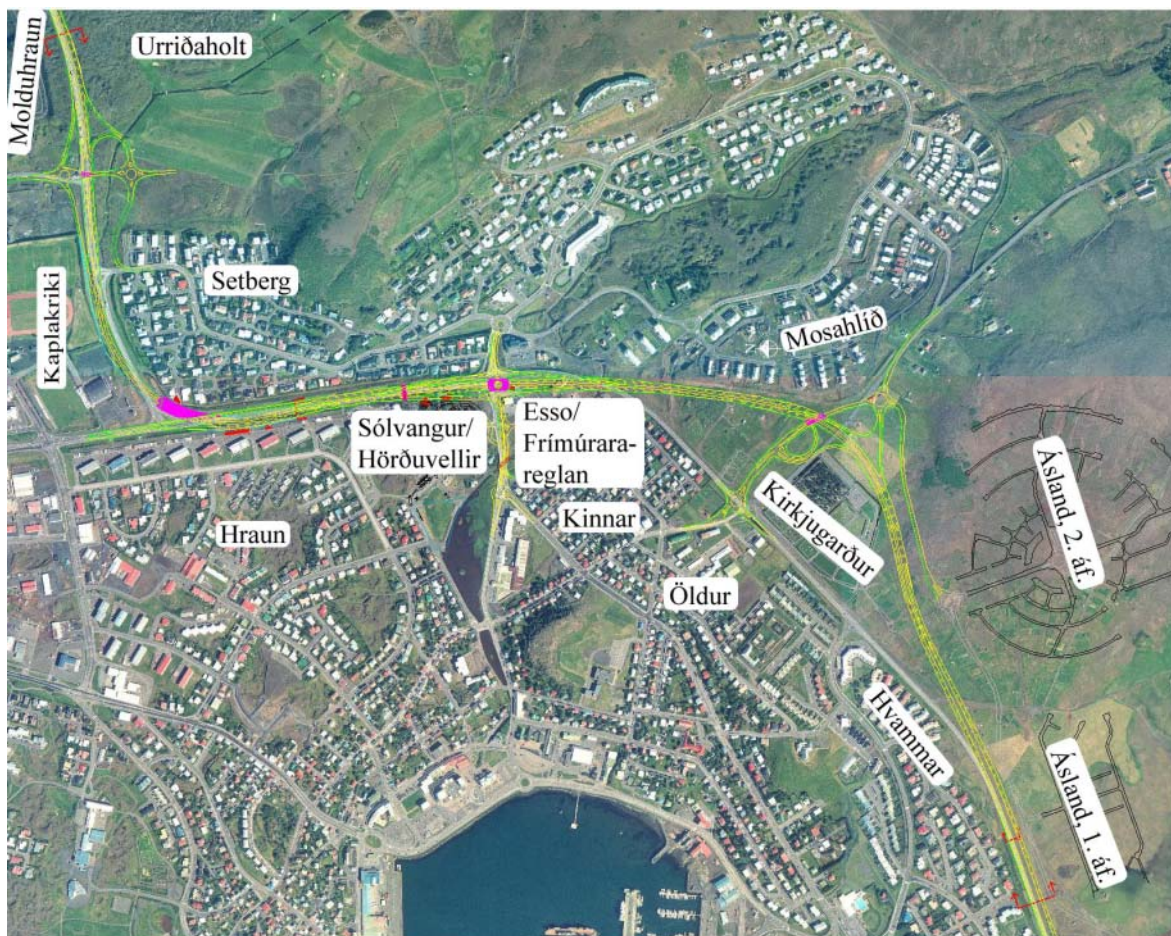 Urriðaholt
Molduhraun
Setberg
Kaplakriki
Mosahlíð
Sólvangur/
Hörðuvellir
Esso/
Frímúrara-
reglan
Ásland, 2. áf.
Kinnar
Kirkjugarður
Hraun
Öldur
Hvammar
Ásland, 1. áf.